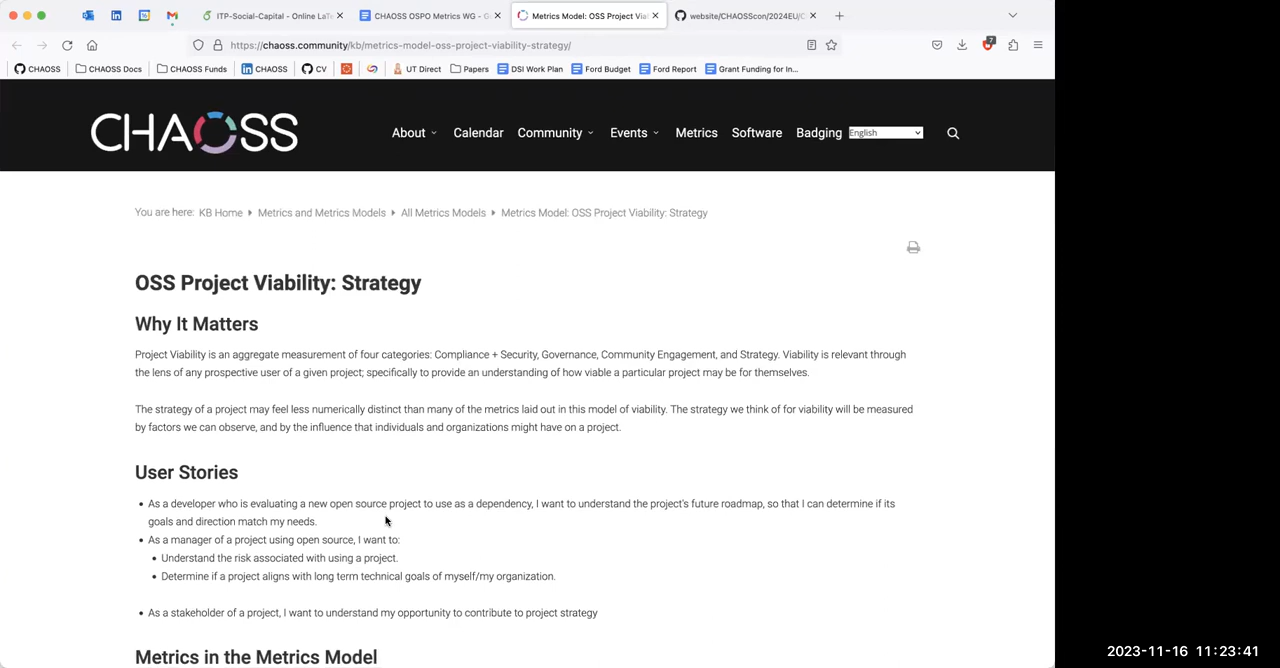 ITP-Social-Capital - Online LaTe
CHAOSS OSPO Metrics WG - G
Metrics Model: OSS Project Via
website/CHAOSScon/2024EU/C
https://chaoss.community/kb/metrics-model-oss-project-viability-strategy/
7
CHAOSS CHAOSS Docs CHAOSS Funds CHAOSS CV UT Direct Papers DSI Work Plan Ford Budget Ford Report Grant Funding for In...
CHAOSS
About Calendar Community Events Metrics Software Badging English
You are here: KB Home Metrics and Metrics Models All Metrics Models Metrics Model: OSS Project Viability: Strategy
OSS Project Viability: Strategy
Why It Matters
Project Viability is an aggregate measurement of four categories: Compliance + Security, Governance, Community Engagement, and Strategy. Viability is relevant through
the lens of any prospective user of a given project; specifically to provide an understanding of how viable a particular project may be for themselves.
The strategy of a project may feel less numerically distinct than many of the metrics laid out in this model of viability. The strategy we think of for viability will be measured
by factors we can observe, and by the influence that individuals and organizations might have on a project.
User Stories
• As a developer who is evaluating a new open source project to use as a dependency, I want to understand the project's future roadmap, so that I can determine if its
goals and direction match my needs.
• As a manager of a project using open source, I want to:
• Understand the risk associated with using a project.
• Determine if a project aligns with long term technical goals of myself/my organization.
• As a stakeholder of a project, I want to understand my opportunity to contribute to project strategy
Metrics in the Metrics Model
2023-11-16 11:23:41